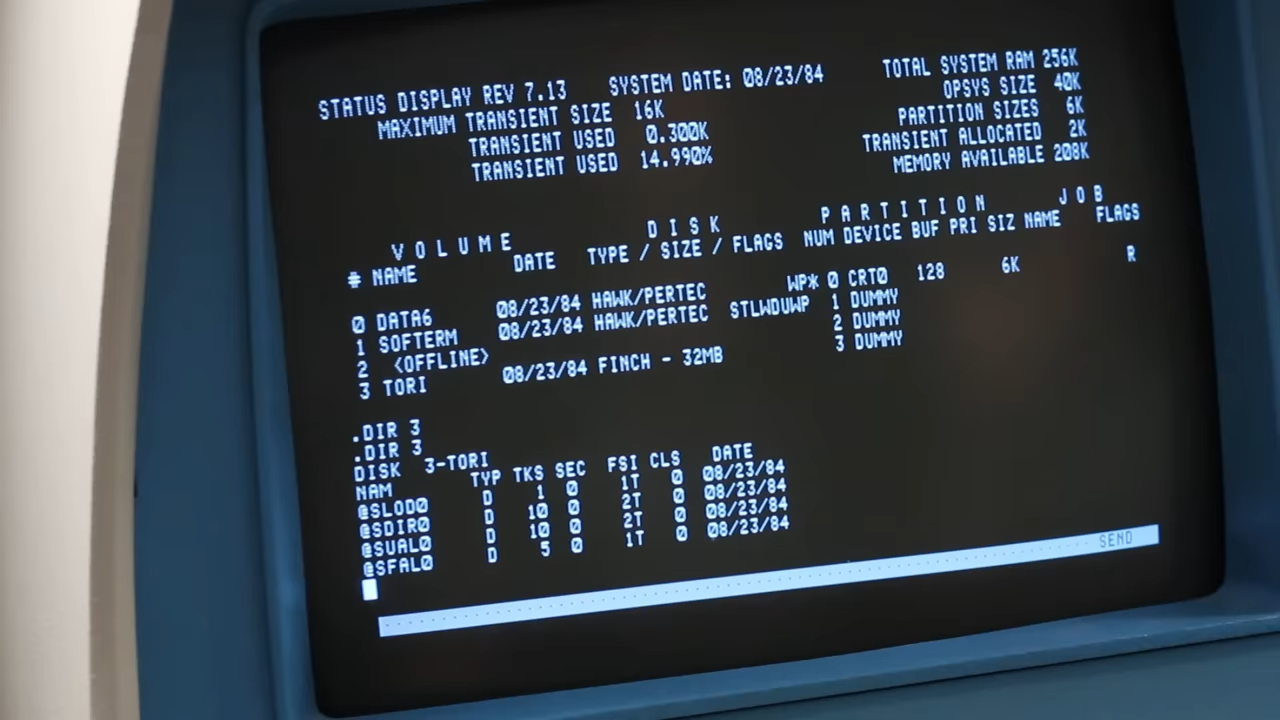 STATUS DISPLAY REV 7.13 SYSTEM DATE: 08/23/84 TOTAL SYSTEM RAM 256K
MAXIMUM TRANSIENT SIZE 16K OPSYS SIZE 40K
TRANSIENT USED 0.300K PARTITION SIZES 6K
TRANSIENT USED 14.990% TRANSIENT ALLOCATED 2K
MEMORY AVAILABLE 208K
V O L U M E D I S K P A R T I T I O N J O B
# NAME DATE TYPE / SIZE / FLAGS NUM DEVICE BUF PRI SIZ NAME FLAGS
0 DATA6 08/23/84 HAWK/PERTEC WP* 0 CRT0 128 6K R
1 SOFTERM 08/23/84 HAWK/PERTEC STLWDUWP 1 DUMMY
2 <OFFLINE> 2 DUMMY
3 TORI 08/23/84 FINCH - 32MB 3 DUMMY
.DIR 3
.DIR 3
DISK 3-TORI
NAM TYP TKS SEC FSI CLS DATE
@SLOD0 D 1 0 1T 0 08/23/84
@SDIR0 D 10 0 2T 0 08/23/84
@SUAL0 D 10 0 2T 0 08/23/84
@SFAL0 D 5 0 1T 0 08/23/84
SEND